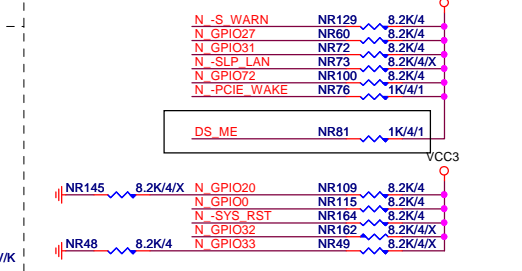 N_-S_WARN NR129 8.2K/4
N_GPIO27 NR60 8.2K/4
N_GPIO31 NR72 8.2K/4
N_-SLP_LAN NR73 8.2K/4/X
N_GPIO72 NR100 8.2K/4
N_-PCIE_WAKE NR76 1K/4/1
DS_ME NR81 1K/4/1
VCC3
NR145 8.2K/4/X N_GPIO20 NR109 8.2K/4
N_GPIO0 NR115 8.2K/4
N_-SYS_RST NR164 8.2K/4
N_GPIO32 NR162 8.2K/4/X
NR48 8.2K/4 N_GPIO33 NR49 8.2K/4/X